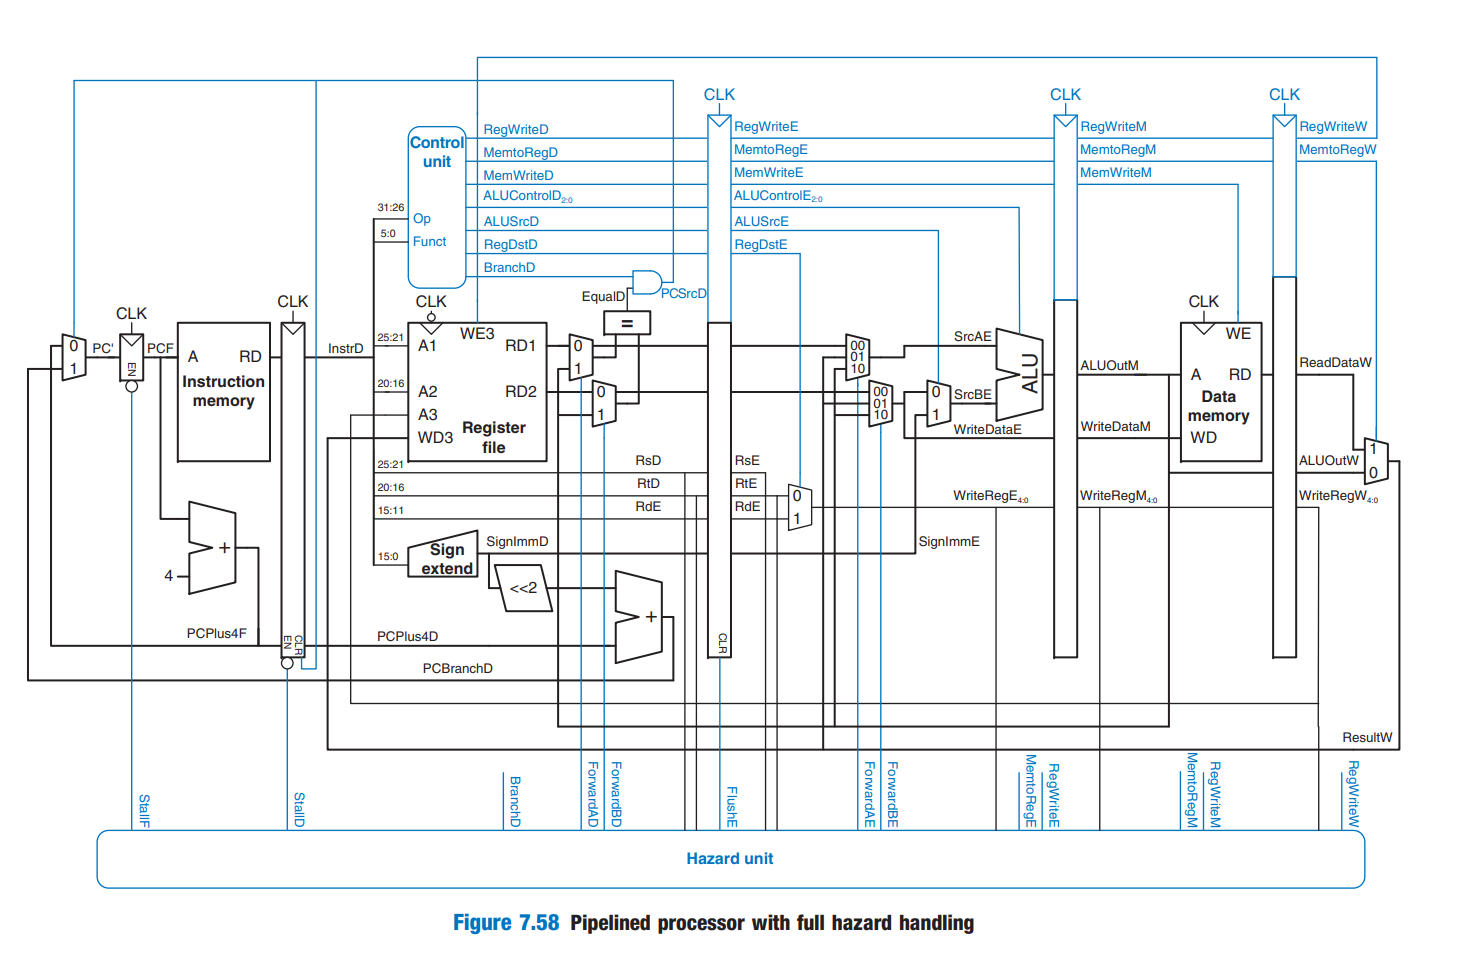 CLK CLK CLK
Control unit
RegWriteD RegWriteE RegWriteM RegWriteW
MemtoRegD MemtoRegE MemtoRegM MemtoRegW
MemWriteD MemWriteE MemWriteM
ALUControlD2:0 ALUControlE2:0
31:26 Op ALUSrcD ALUSrcE
5:0 Funct RegDstD RegDstE
BranchD
EqualD PCSrcD
CLK CLK CLK CLK
0 1 PC' EN PCF A RD Instruction memory
InstrD
25:21 A1 WE3 RD1 0 1 =
20:16 A2 RD2 0 1
A3
WD3 Register file
00 01 10 SrcAE
00 01 10 0 1 SrcBE
ALU ALUOutM
WriteDataE WriteDataM
A RD WE Data memory WD
ReadDataW
ALUOutW 1 0
25:21 RsD RsE
20:16 RtD RtE 0 1
15:11 RdD RdE
WriteRegE4:0 WriteRegM4:0 WriteRegW4:0
15:0 Sign extend SignImmD SignImmE
<<2
4 +
+
PCPlus4F EN CLR PCPlus4D CLR
PCBranchD
ResultW
StallF StallD BranchD ForwardAD ForwardBD FlushE ForwardAE ForwardBE MemtoRegE RegWriteE MemtoRegM RegWriteM RegWriteW
Hazard unit
Figure 7.58 Pipelined processor with full hazard handling